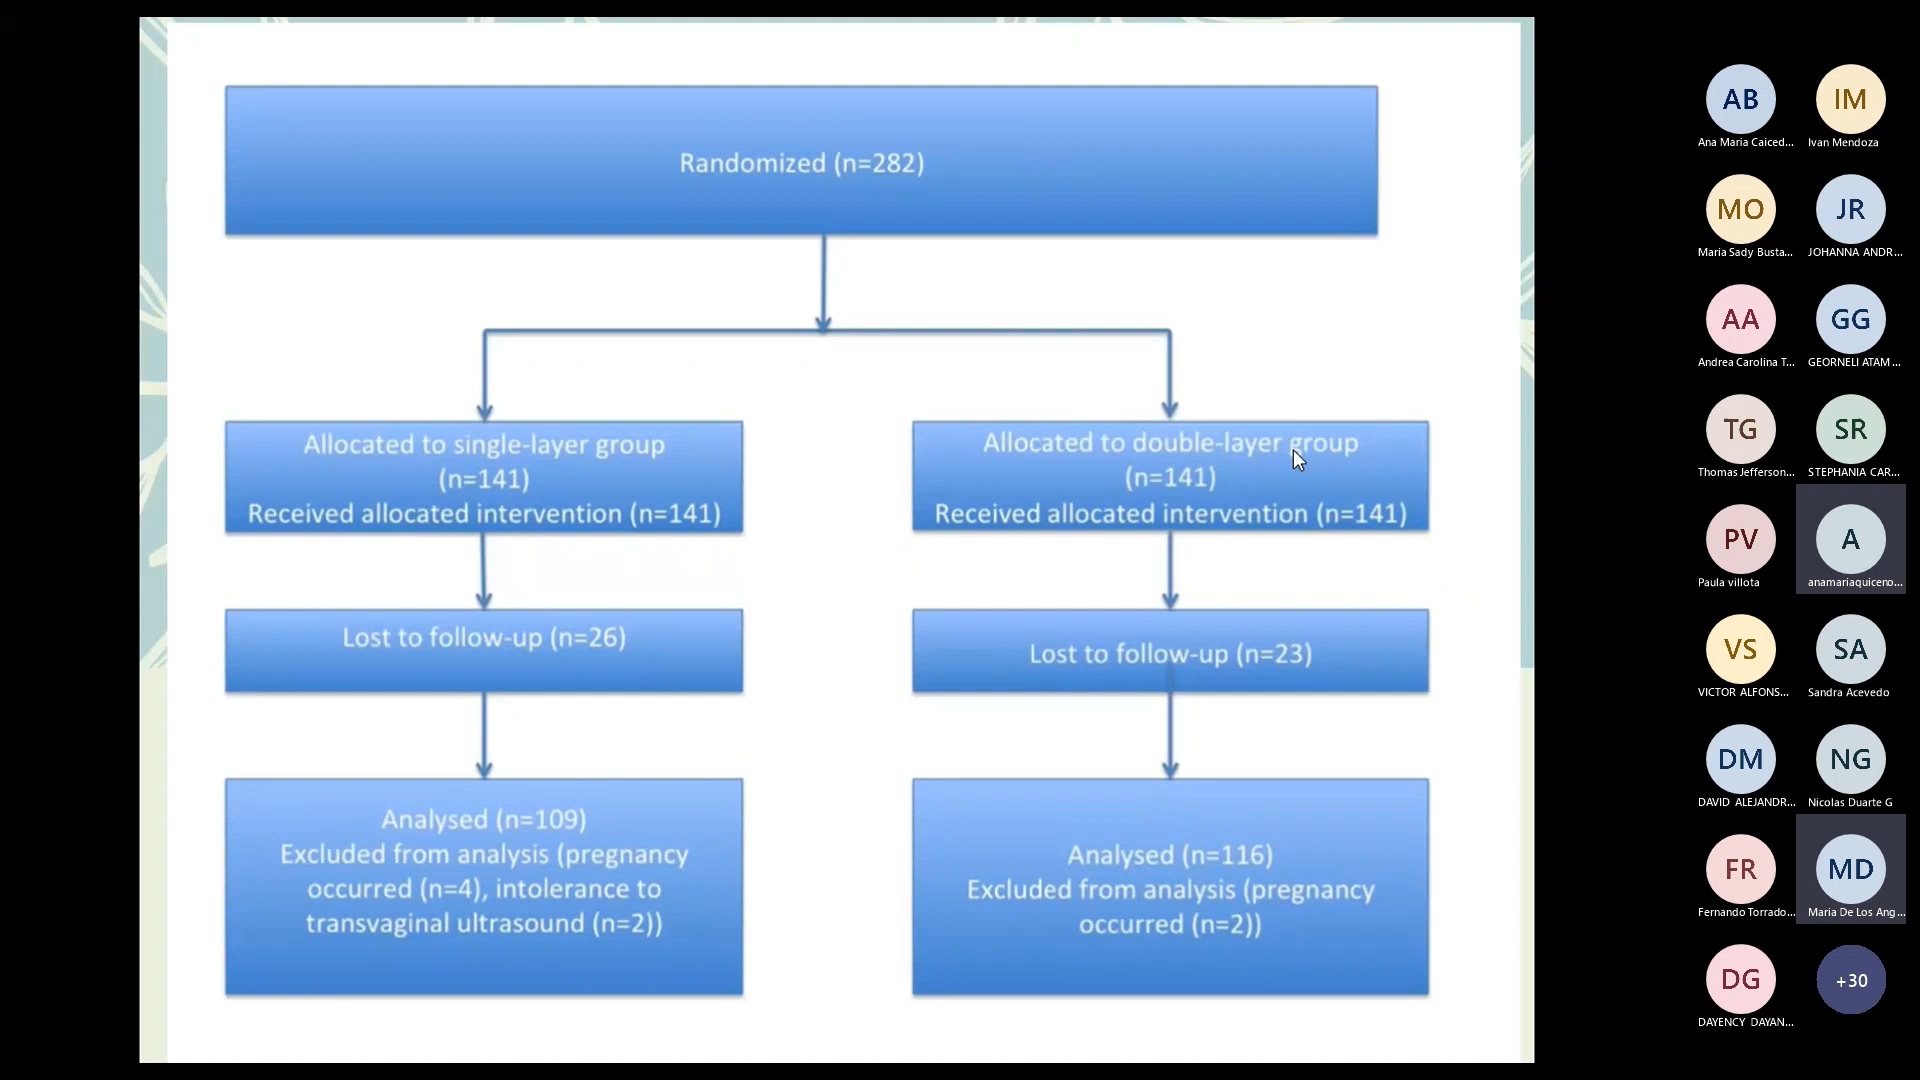 Randomized (n=282)
Allocated to single-layer group
(n=141)
Received allocated intervention (n=141)
Allocated to double-layer group
(n=141)
Received allocated intervention (n=141)
Lost to follow-up (n=26)
Lost to follow-up (n=23)
Analysed (n=109)
Excluded from analysis (pregnancy
occurred (n=4), intolerance to
transvaginal ultrasound (n=2))
Analysed (n=116)
Excluded from analysis (pregnancy
occurred (n=2))
AB
Ana Maria Caiced...
IM
Ivan Mendoza
MO
Maria Sady Busta...
JR
JOHANNA ANDR...
AA
Andrea Carolina T...
GG
GEORNELI ATAM...
TG
Thomas Jefferson...
SR
STEPHANIA CAR...
PV
Paula villota
A
anamariaquiceno...
VS
VICTOR ALFONS...
SA
Sandra Acevedo
DM
DAVID ALEJANDR...
NG
Nicolas Duarte G
FR
Fernando Torrado...
MD
Maria De Los Ang...
DG
DAYENCY DAYAN...
+30